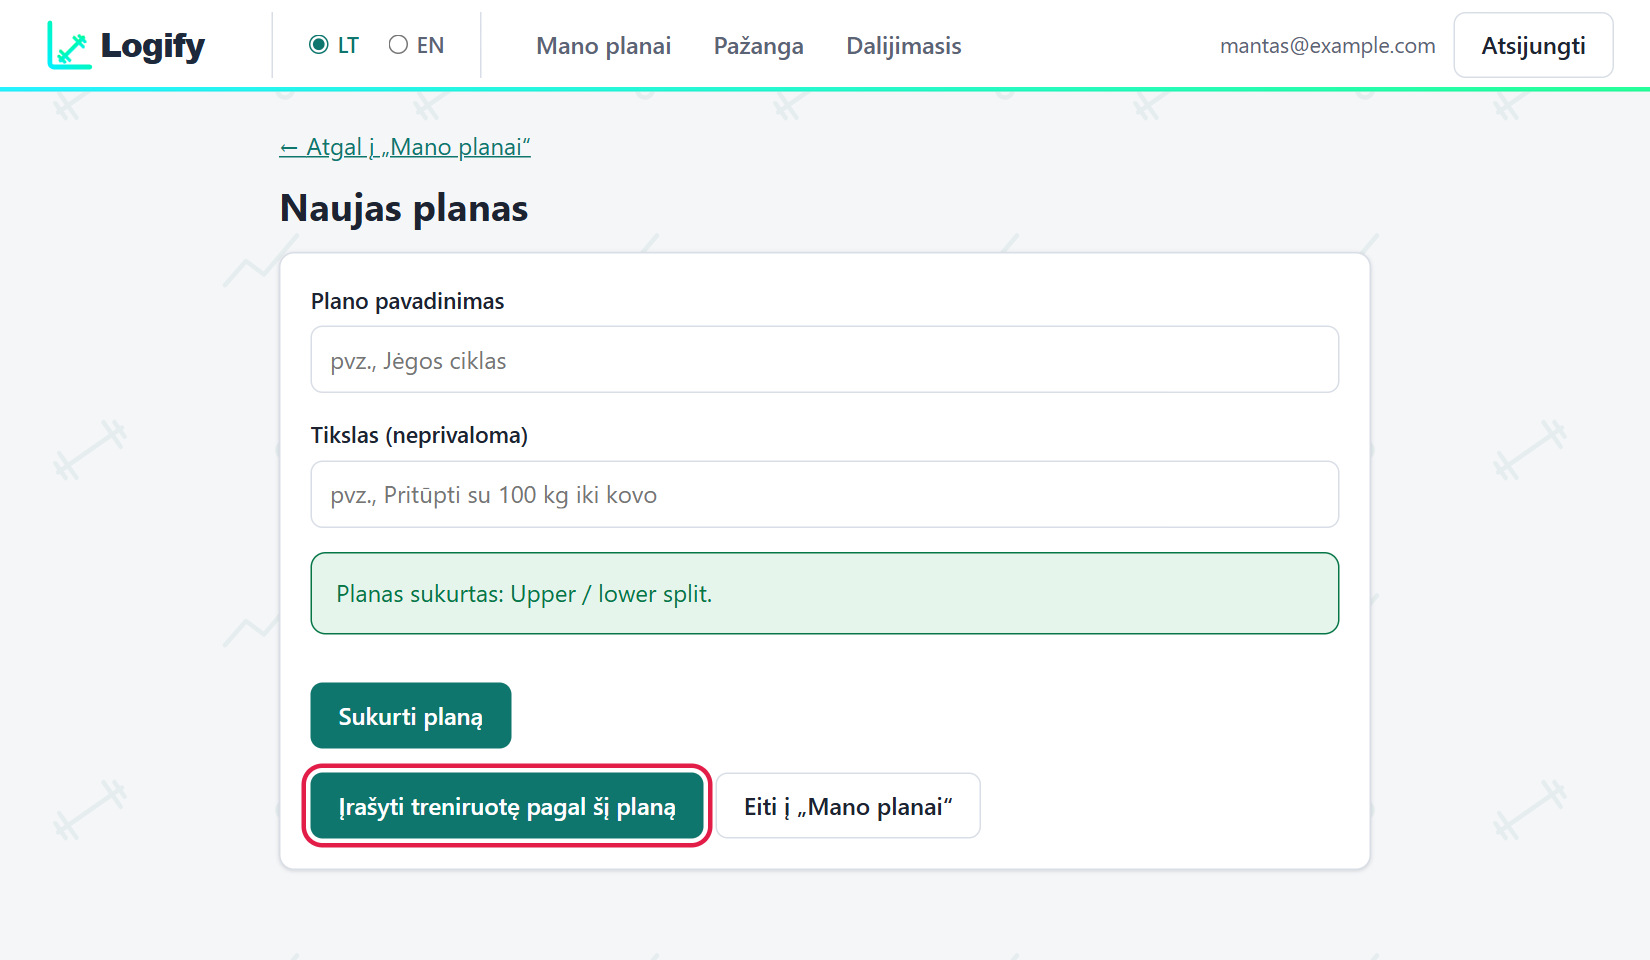 Logify
LT
EN
Mano planai
Pažanga
Dalijimasis
mantas@example.com
Atsijungti
← Atgal į „Mano planai“
Naujas planas
Plano pavadinimas
pvz., Jėgos ciklas
Tikslas (neprivaloma)
pvz., Pritūpti su 100 kg iki kovo
Planas sukurtas: Upper / lower split.
Sukurti planą
Įrašyti treniruotę pagal šį planą
Eiti į „Mano planai“